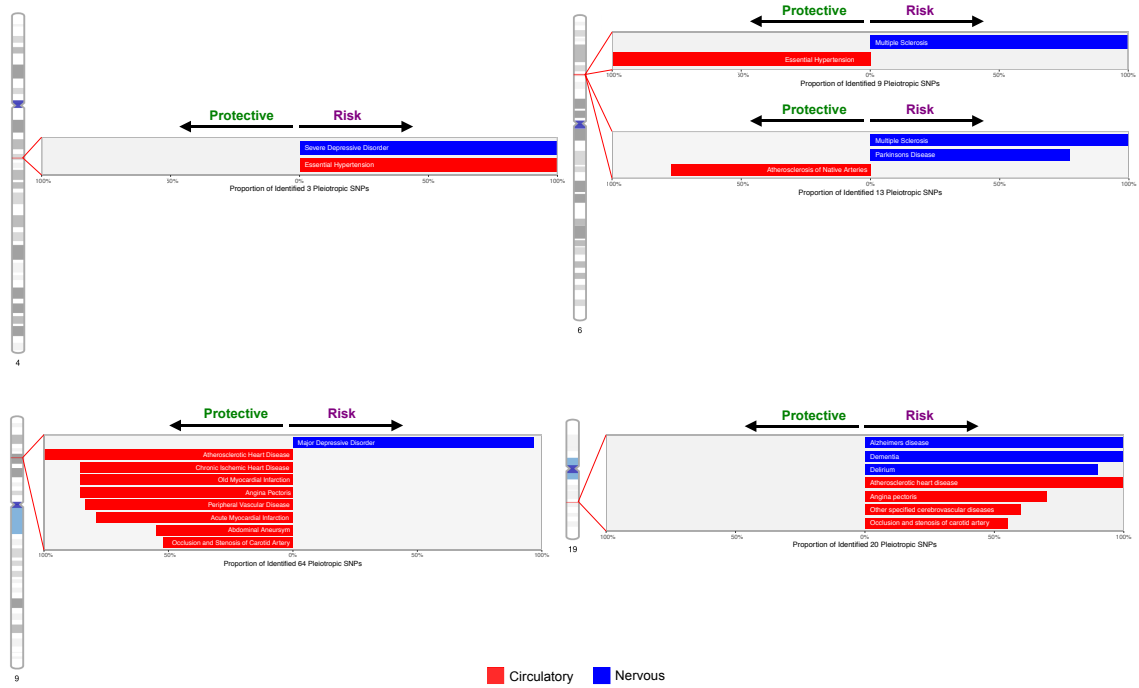 Protective Risk
Severe Depressive Disorder
Essential Hypertension
100% 50% 0% 50% 100%
Proportion of Identified 3 Pleiotropic SNPs
4
Protective Risk
Multiple Sclerosis
Essential Hypertension
100% 50% 0% 50% 100%
Proportion of Identified 9 Pleiotropic SNPs
Protective Risk
Multiple Sclerosis
Parkinsons Disease
Atherosclerosis of Native Arteries
100% 50% 0% 50% 100%
Proportion of Identified 13 Pleiotropic SNPs
6
Protective Risk
Major Depressive Disorder
Atherosclerotic Heart Disease
Chronic Ischemic Heart Disease
Old Myocardial Infarction
Angina Pectoris
Peripheral Vascular Disease
Acute Myocardial Infarction
Abdominal Aneursym
Occlusion and Stenosis of Carotid Artery
100% 50% 0% 50% 100%
Proportion of Identified 64 Pleiotropic SNPs
9
Protective Risk
Alzheimers disease
Dementia
Delirium
Atherosclerotic heart disease
Angina pectoris
Other specified cerebrovascular diseases
Occlusion and stenosis of carotid artery
100% 50% 0% 50% 100%
Proportion of Identified 20 Pleiotropic SNPs
19
Circulatory Nervous